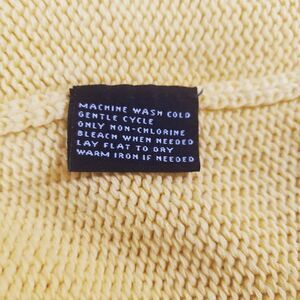 MACHINE WASH COLD
GENTLE CYCLE
ONLY NON-CHLORINE
BLEACH WHEN NEEDED
LAY FLAT TO DRY
WARM IRON IF NEEDED